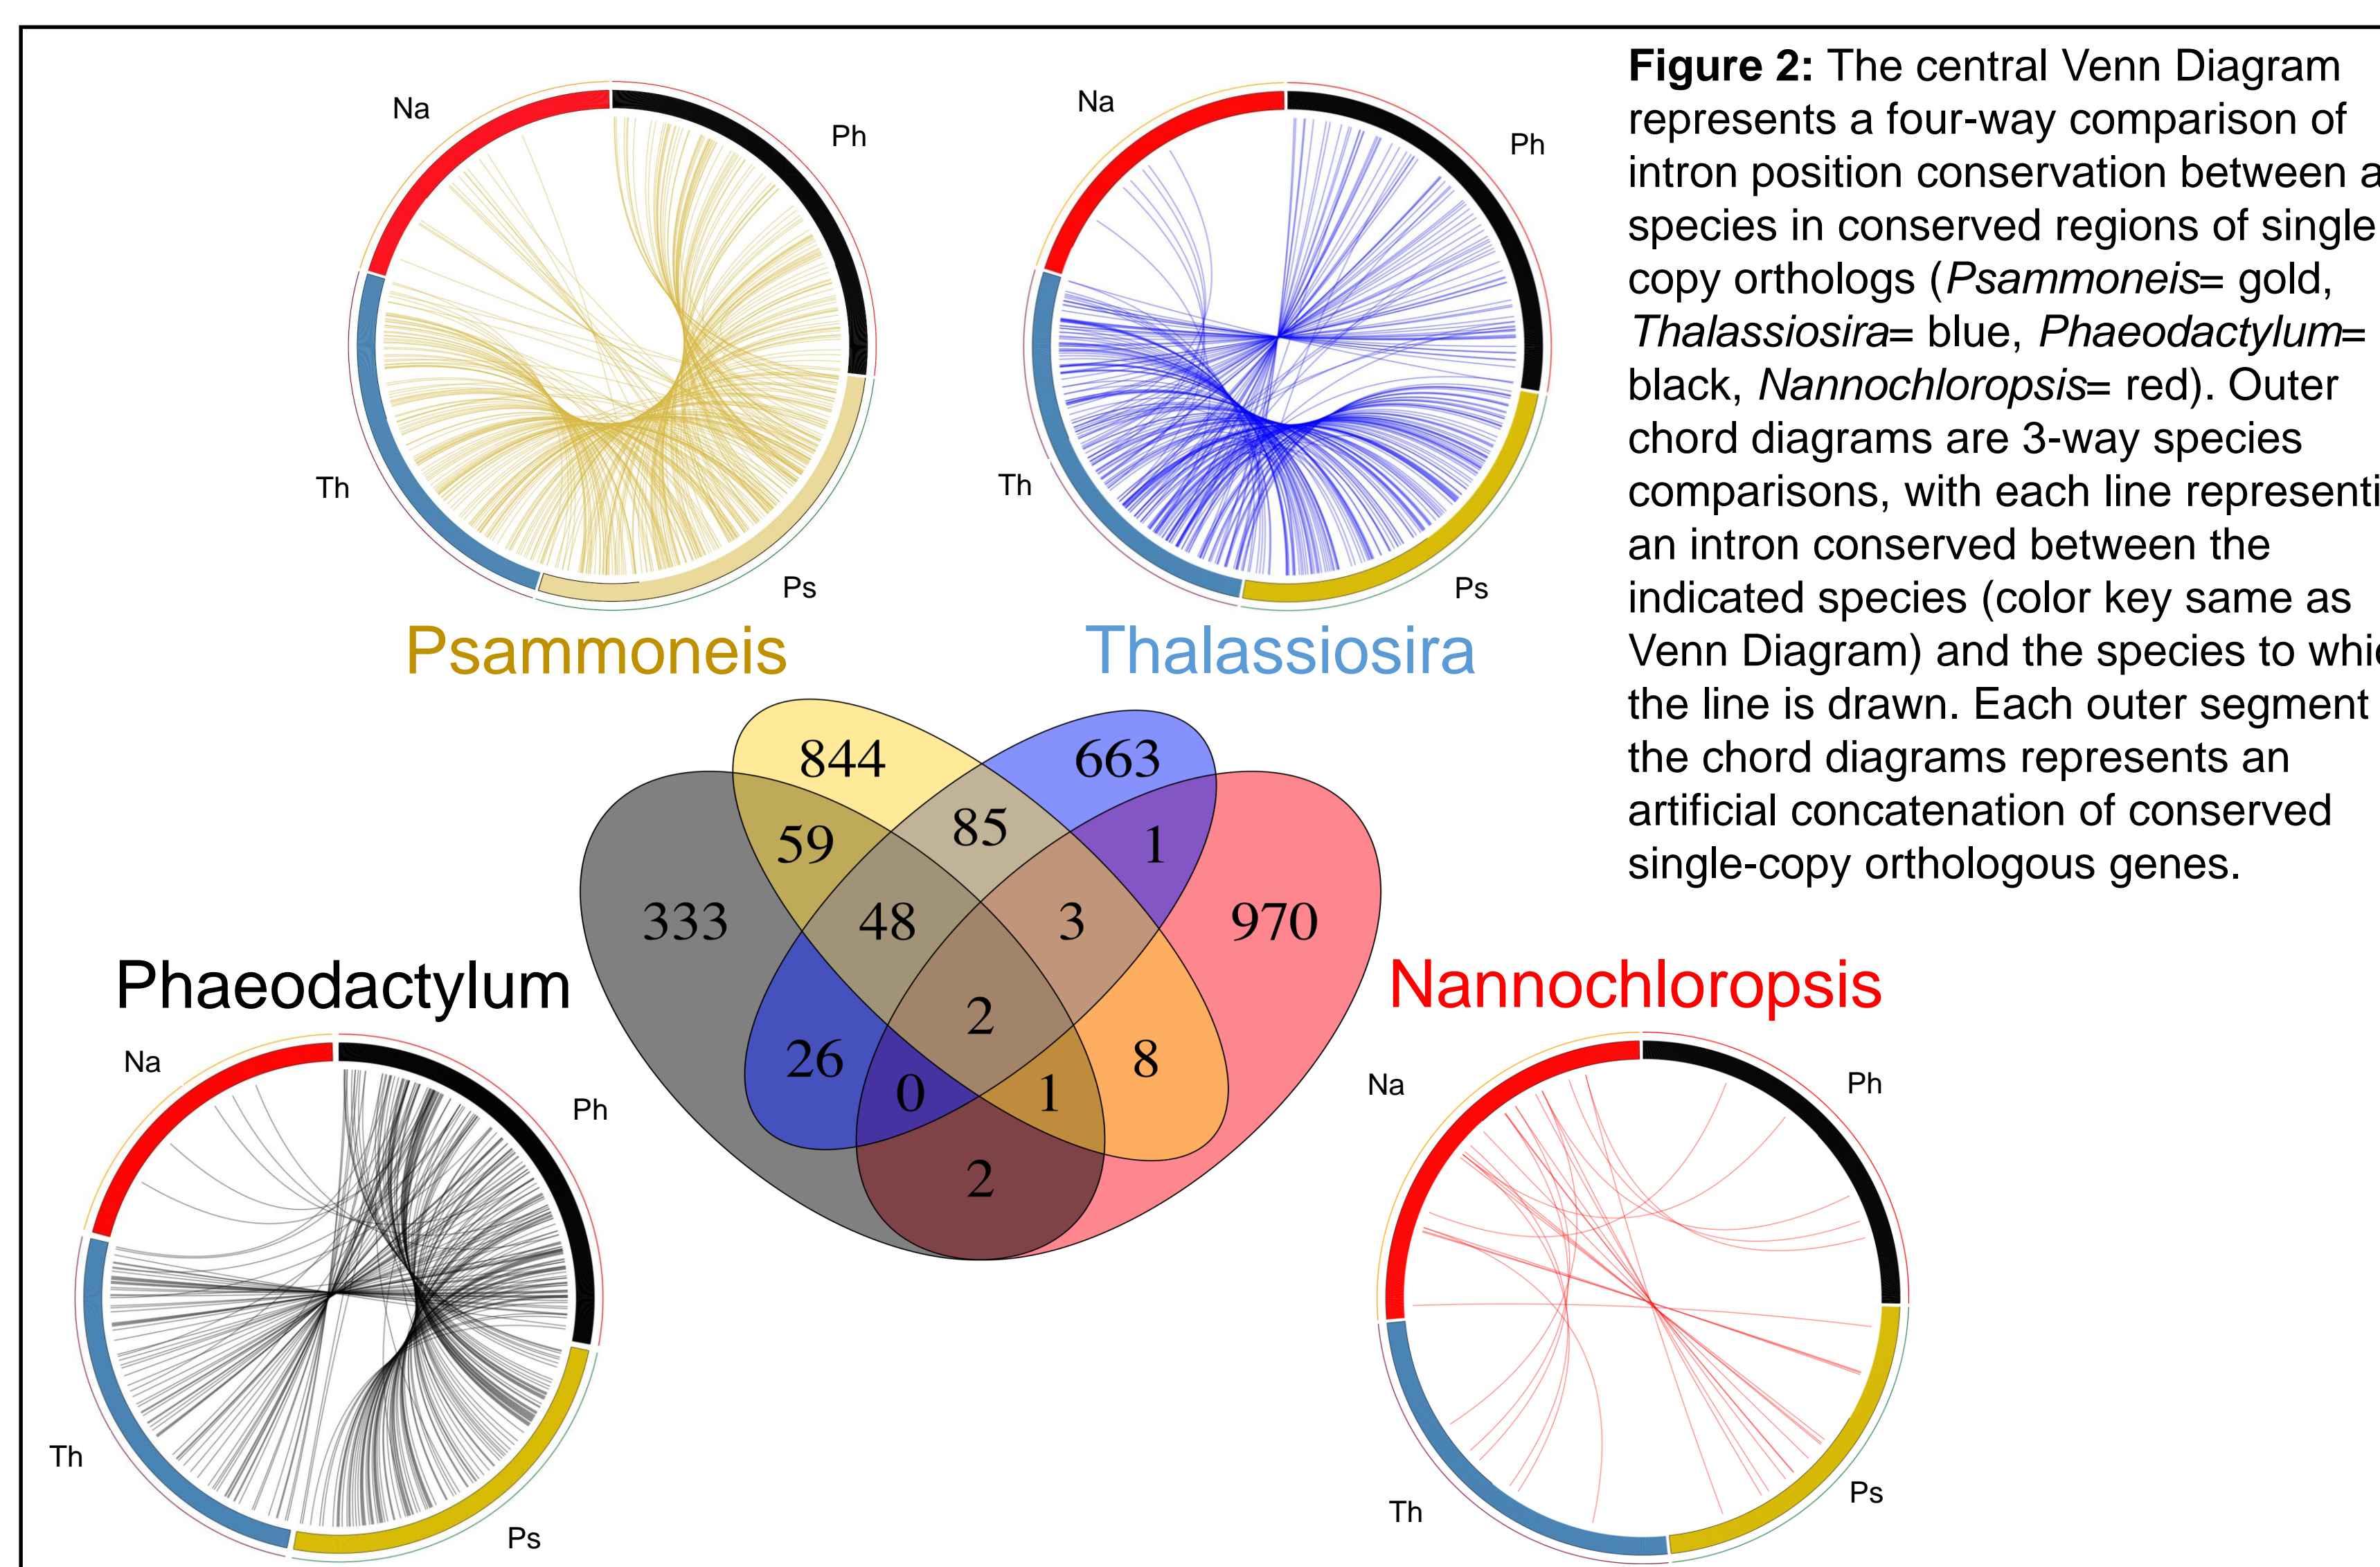 Figure 2: The central Venn Diagram
represents a four-way comparison of
intron position conservation between
species in conserved regions of single
copy orthologs (Psammoneis= gold,
Thalassiosira= blue, Phaeodactylum=
black, Nannochloropsis= red). Outer
chord diagrams are 3-way species
comparisons, with each line
an intron conserved between the
indicated species (color key same as
Venn Diagram) and the species to
the line is drawn. Each outer segment
the chord diagrams represents an
artificial concatenation of conserved
single-copy orthologous genes.
Na
Ph
Th
Ps
Psammoneis
Na
Ph
Th
Ps
Thalassiosira
844
663
59
85
1
333
48
3
970
2
26
8
0
1
2
Phaeodactylum
Na
Ph
Th
Ps
Nannochloropsis
Na
Ph
Th
Ps